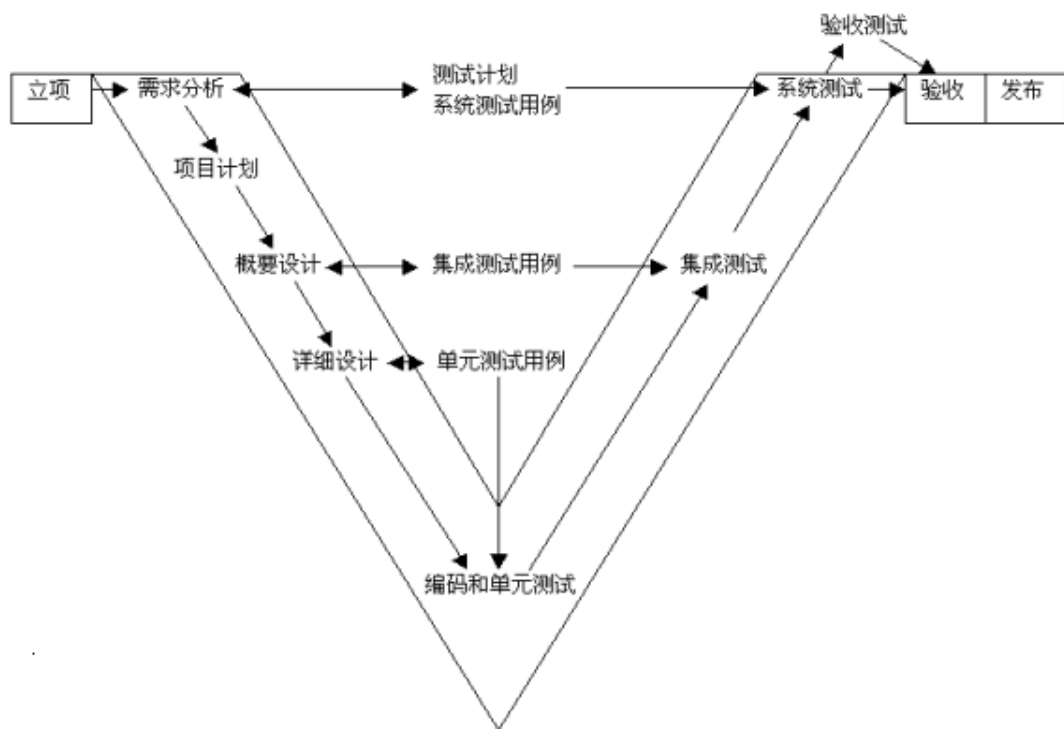 验收测试
立项
需求分析
测试计划
系统测试用例
系统测试
验收
发布
项目计划
概要设计
集成测试用例
集成测试
详细设计
单元测试用例
编码和单元测试